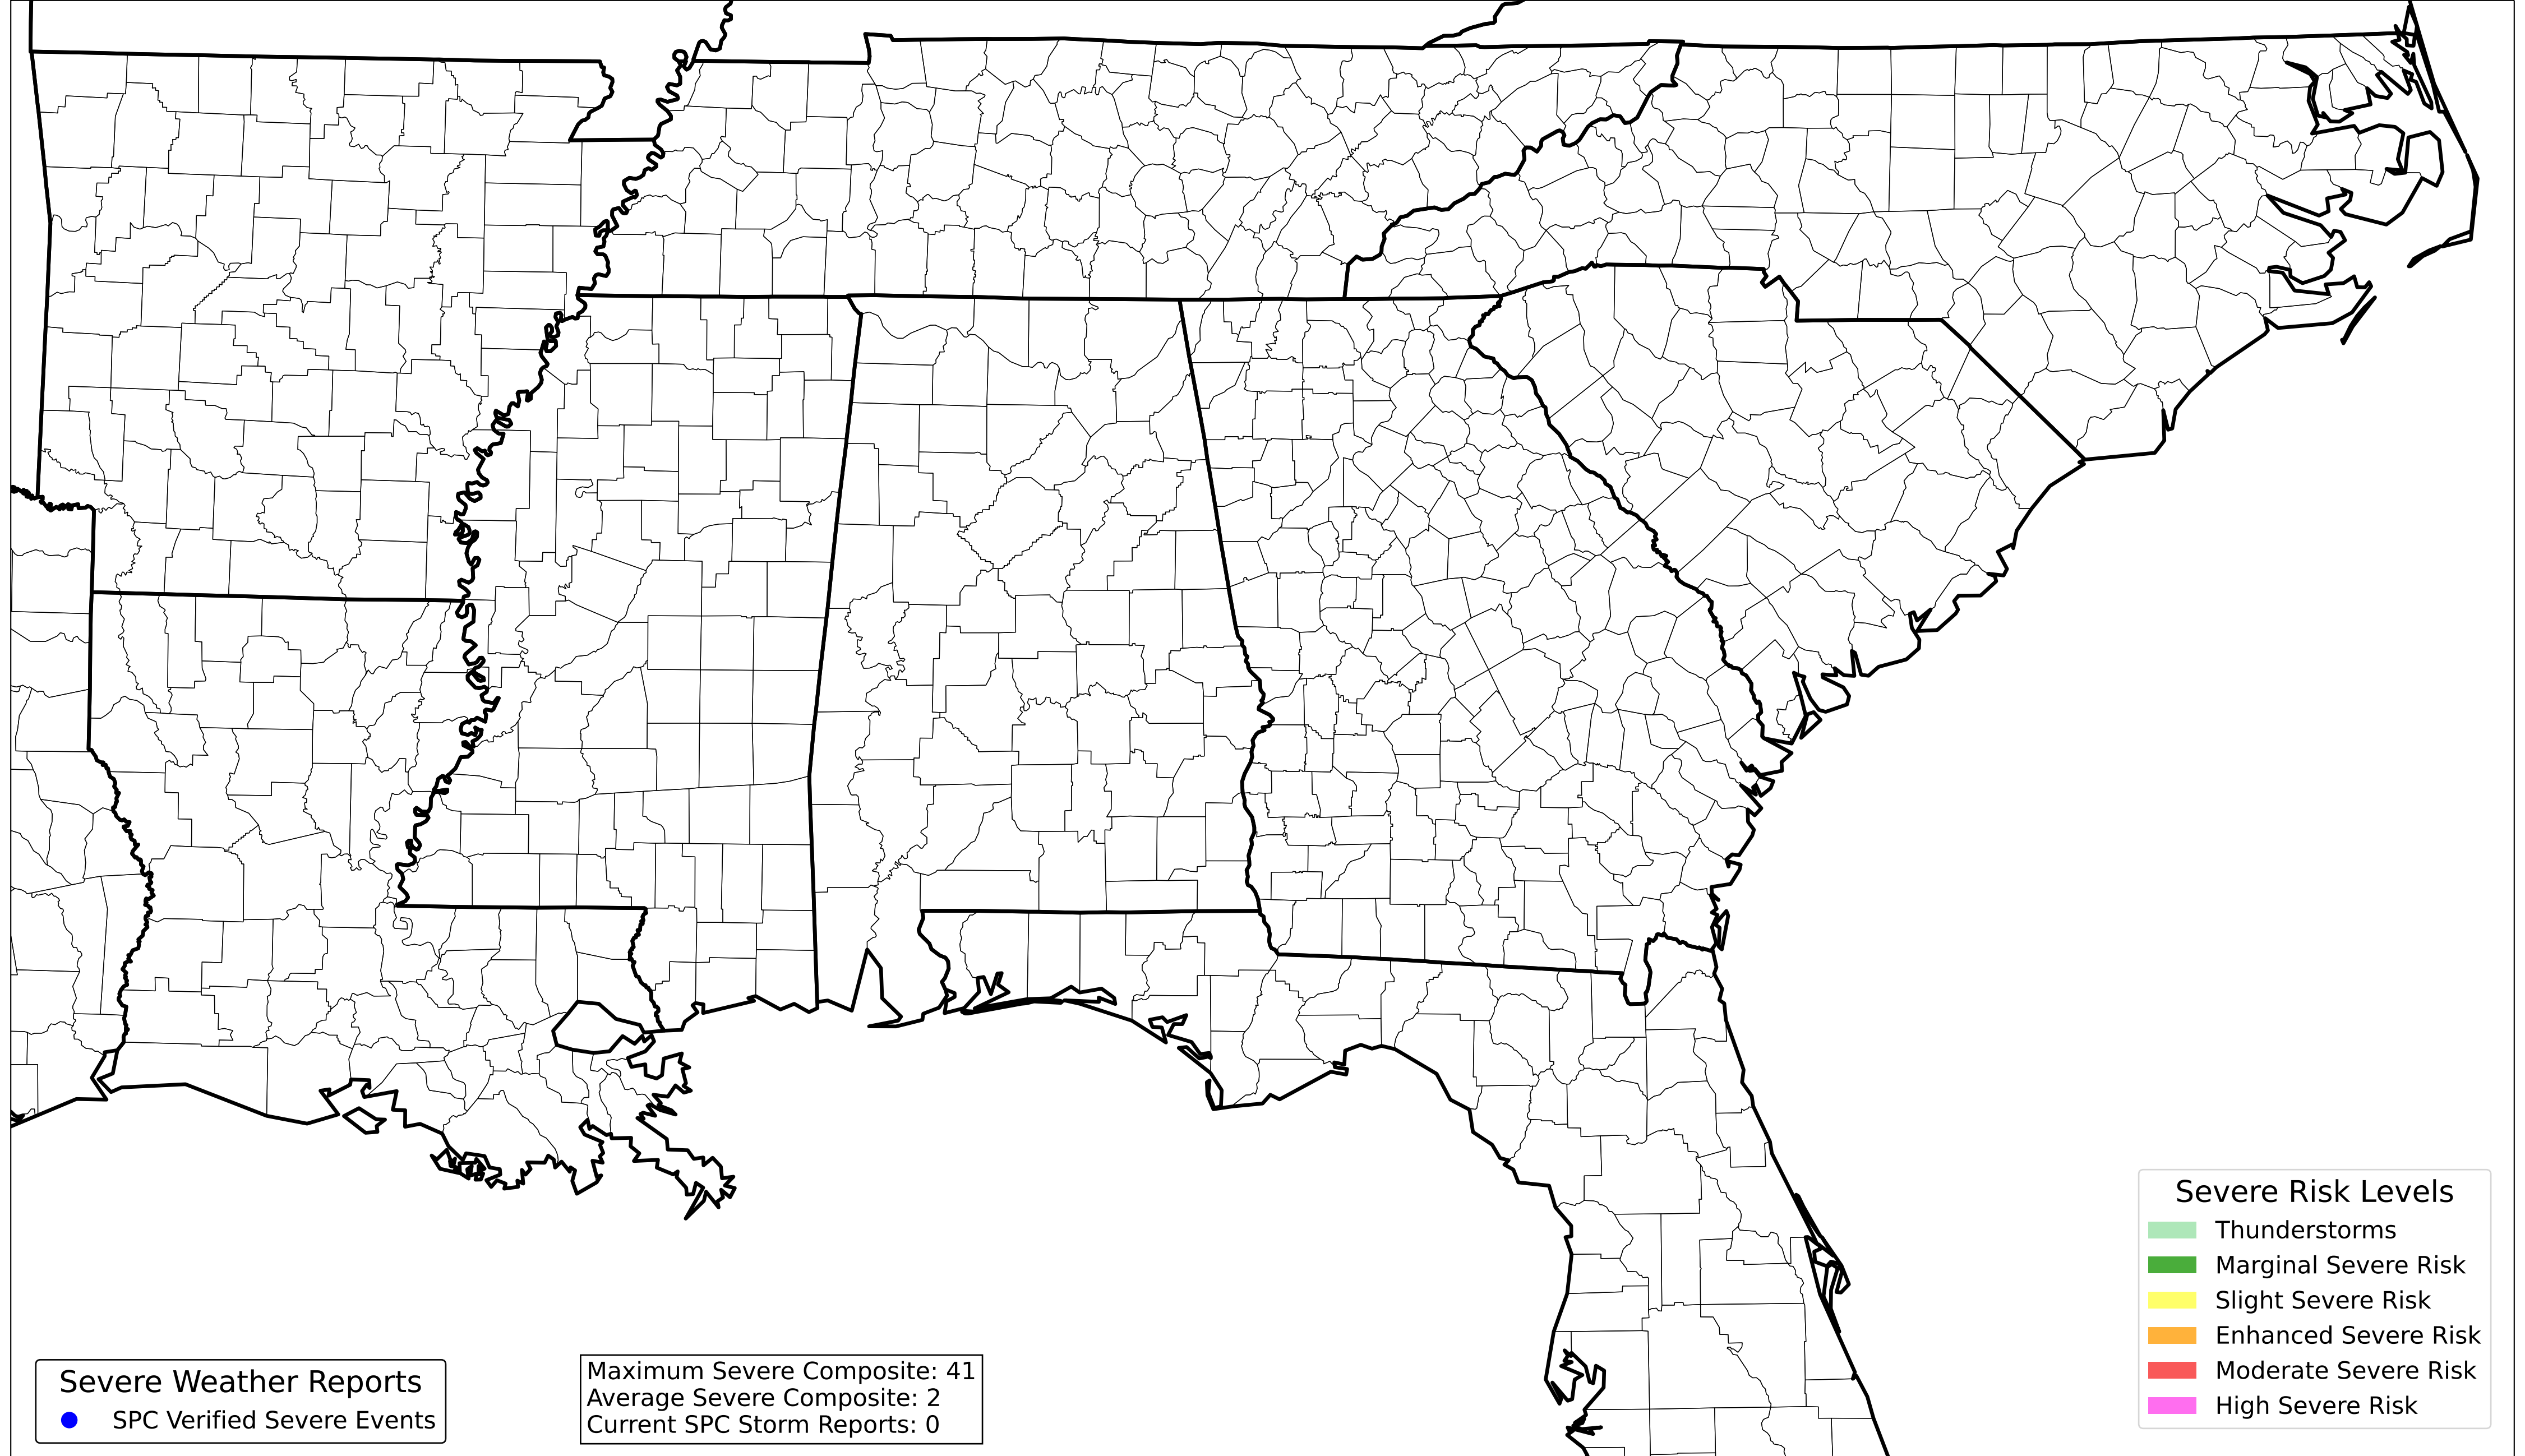 Severe Weather Reports
SPC Verified Severe Events
Maximum Severe Composite: 41
Average Severe Composite: 2
Current SPC Storm Reports: 0
Severe Risk Levels
Thunderstorms
Marginal Severe Risk
Slight Severe Risk
Enhanced Severe Risk
Moderate Severe Risk
High Severe Risk